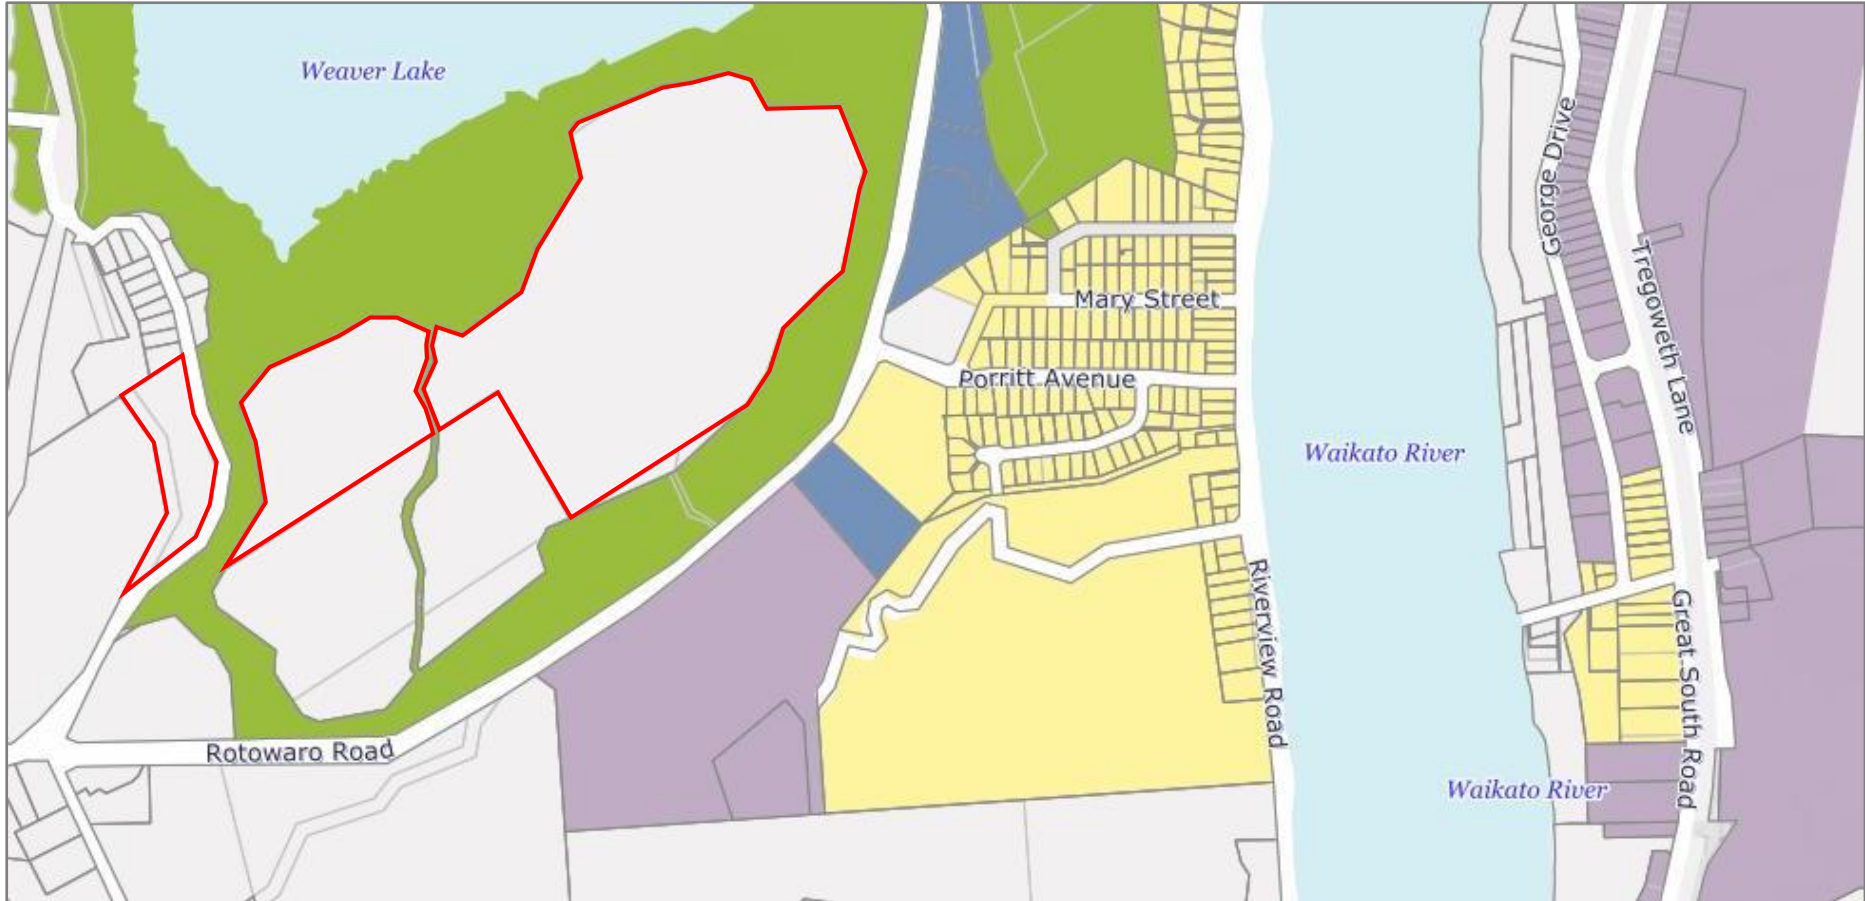 Weaver Lake
George Drive
Tregoweth Lane
Mary Street
Porritt Avenue
Waikato River
Riverview Road
Great South Road
Rotowaro Road
Waikato River